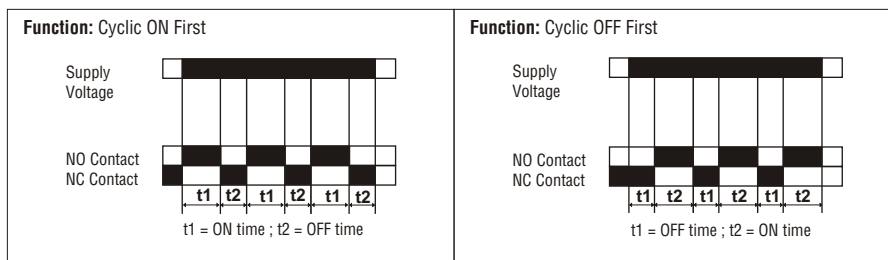 Function: Cyclic ON First
Supply
Voltage
NO Contact
NC Contact
t1 t2 t1 t2 t1 t2
t1 = ON time ; t2 = OFF time
Function: Cyclic OFF First
Supply
Voltage
NO Contact
NC Contact
t1 t2 t1 t2 t1 t2
t1 = OFF time ; t2 = ON time